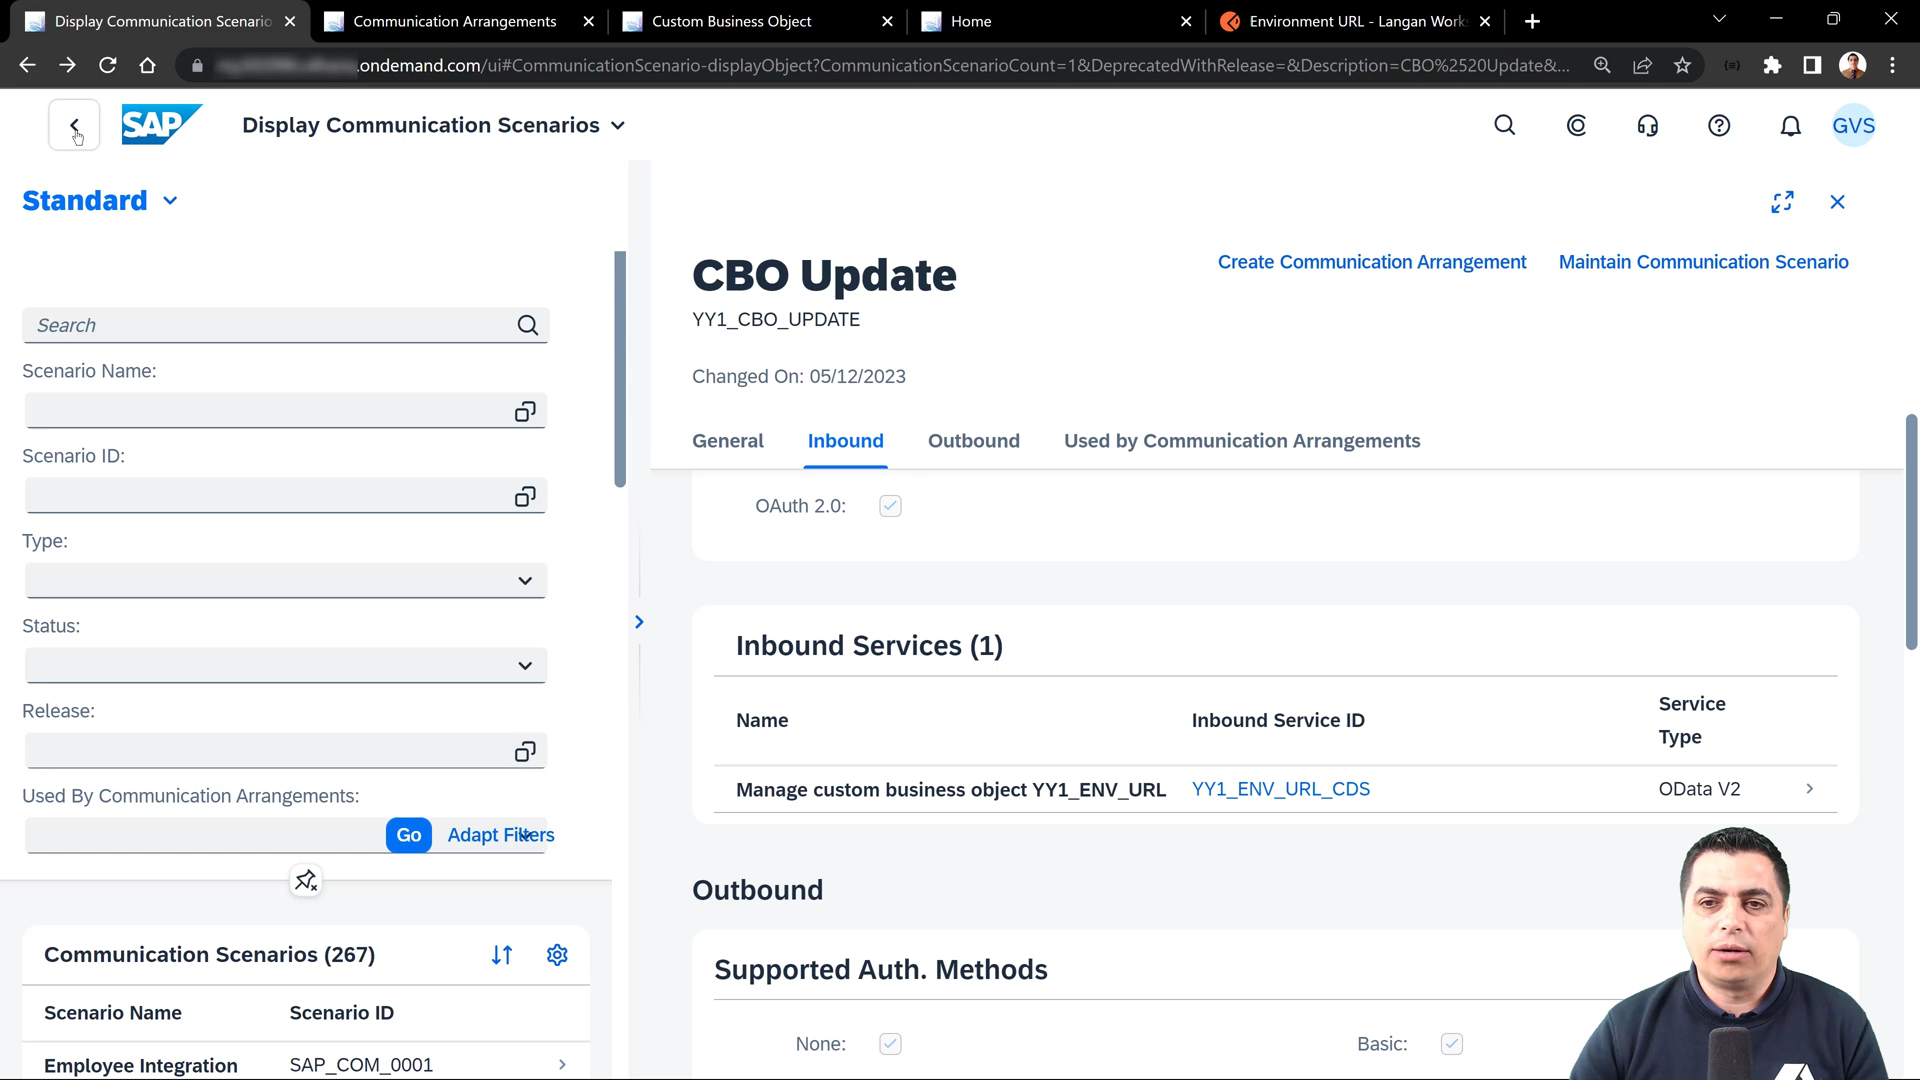 Display Communication Scenario
Communication Arrangements
Custom Business Object
Home
Environment URL - Langan Work
.ondemand.com/ui#CommunicationScenario-displayObject?CommunicationScenarioCount=1&DeprecatedWithRelease=&Description=CBO%2520Update&...
SAP
Display Communication Scenarios
GVS
Standard
Search
Scenario Name:
Scenario ID:
Type:
Status:
Release:
Used By Communication Arrangements:
Go
Adapt Filters
Communication Scenarios (267)
Scenario Name Scenario ID
Employee Integration SAP_COM_0001
CBO Update
Create Communication Arrangement
Maintain Communication Scenario
YY1_CBO_UPDATE
Changed On: 05/12/2023
General Inbound Outbound Used by Communication Arrangements
OAuth 2.0:
Inbound Services (1)
Name Inbound Service ID Service
Type
Manage custom business object YY1_ENV_URL YY1_ENV_URL_CDS OData V2
Outbound
Supported Auth. Methods
None: Basic: